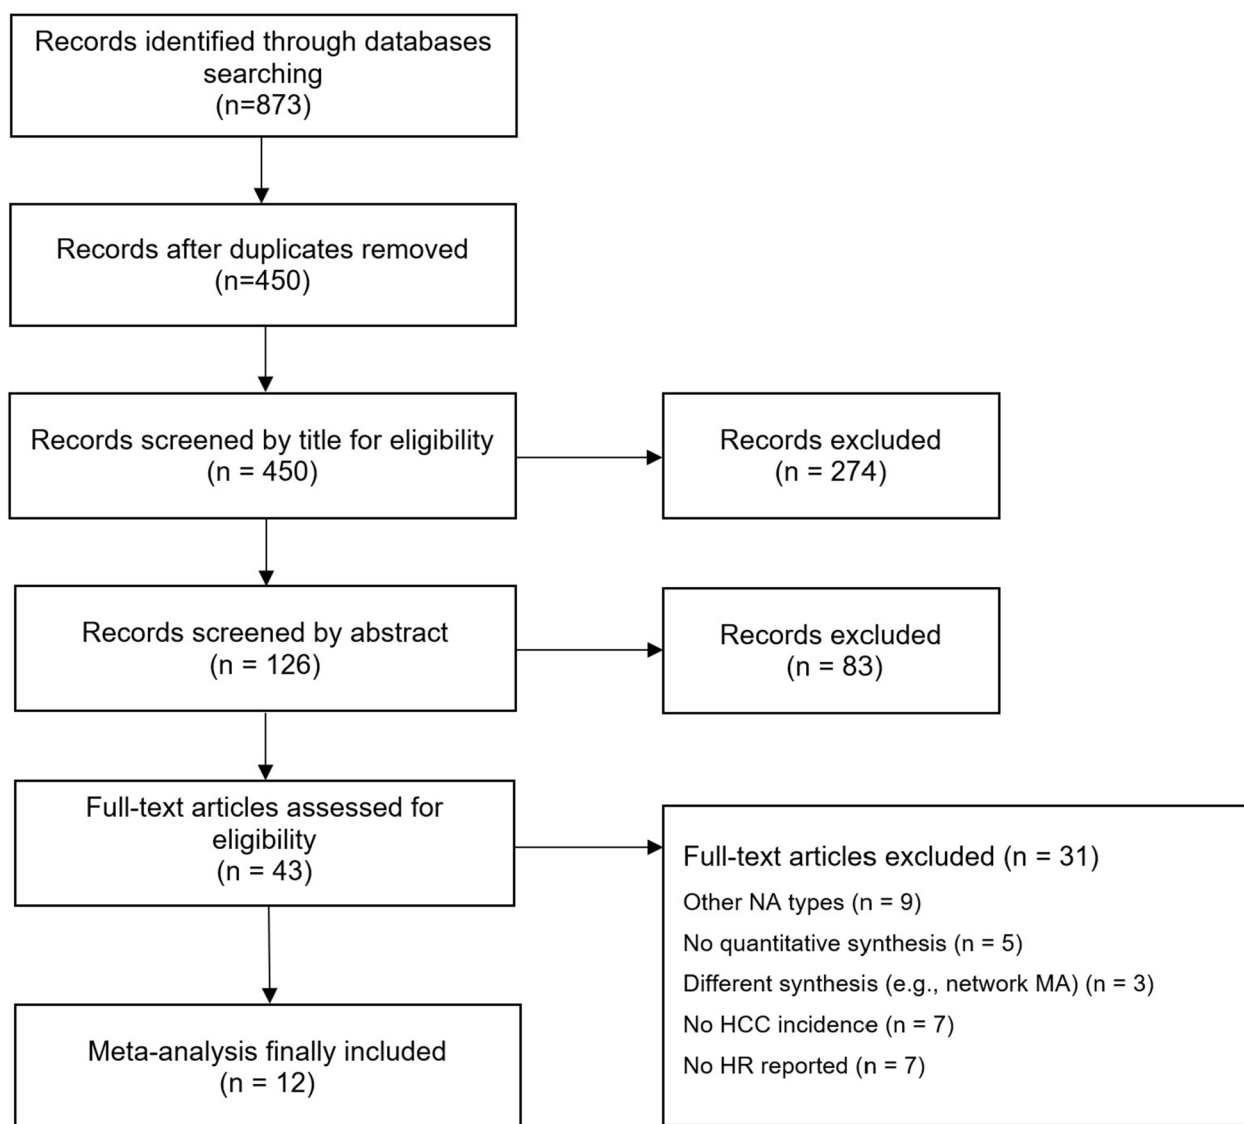 Records identified through databases
searching
(n=873)
Records after duplicates removed
(n=450)
Records screened by title for eligibility
(n = 450)
Records excluded
(n = 274)
Records screened by abstract
(n = 126)
Records excluded
(n = 83)
Full-text articles assessed for
eligibility
(n = 43)
Full-text articles excluded (n = 31)
Other NA types (n = 9)
No quantitative synthesis (n = 5)
Different synthesis (e.g., network MA) (n = 3)
No HCC incidence (n = 7)
No HR reported (n = 7)
Meta-analysis finally included
(n = 12)